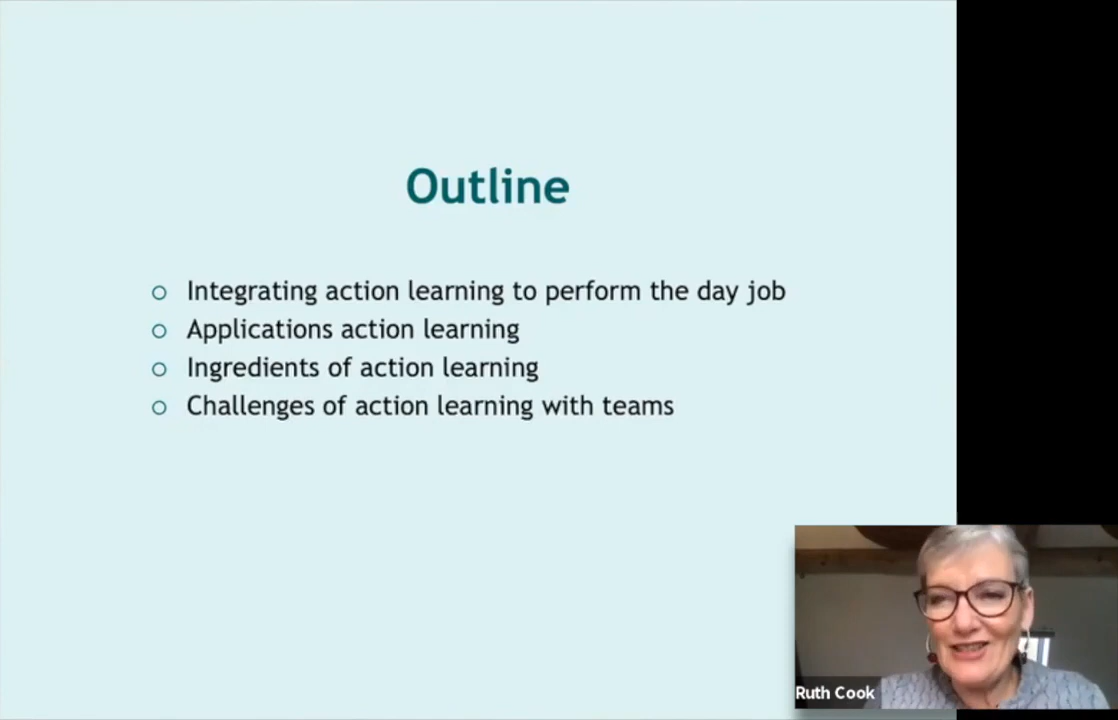 Outline
Integrating action learning to perform the day job
Applications action learning
Ingredients of action learning
Challenges of action learning with teams
Ruth Cook